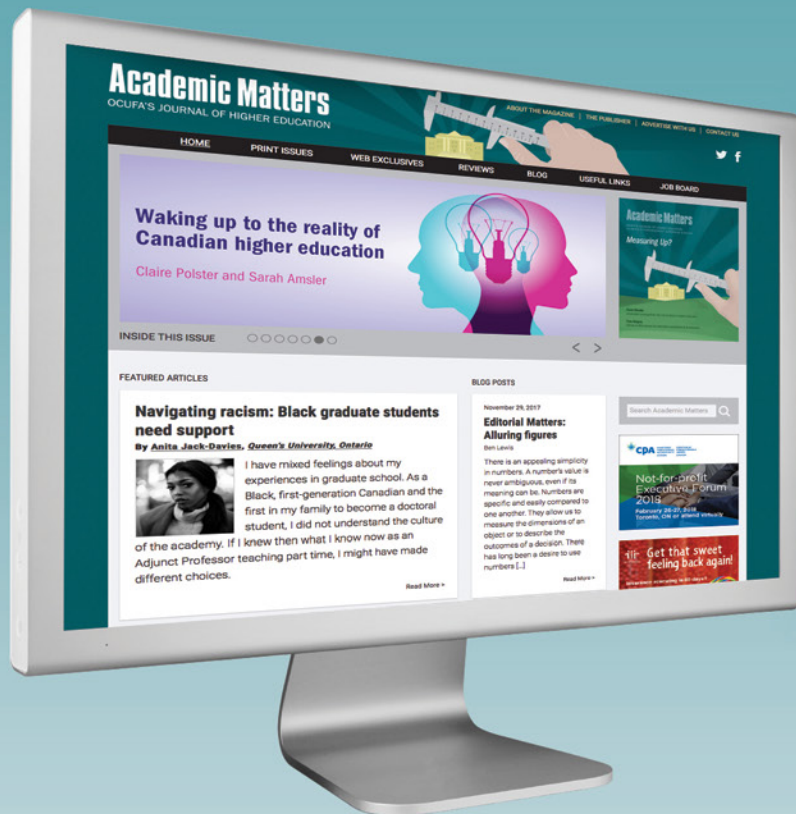 Academic Matters
OCUFA'S JOURNAL OF HIGHER EDUCATION
ABOUT THE MAGAZINE | THE PUBLISHER | ADVERTISE WITH US | CONTACT US
HOME PRINT ISSUES WEB EXCLUSIVES REVIEWS BLOG USEFUL LINKS JOB BOARD
Waking up to the reality of
Canadian higher education
Claire Polster and Sarah Amsler
Academic Matters
Measuring Up?
INSIDE THIS ISSUE
FEATURED ARTICLES
Navigating racism: Black graduate students
need support
By Anita Jack-Davies, Queen's University, Ontario
I have mixed feelings about my
experiences in graduate school. As a
Black, first-generation Canadian and the
first in my family to become a doctoral
student, I did not understand the culture
of the academy. If I knew then what I know now as an
Adjunct Professor teaching part time, I might have made
different choices.
Read More »
BLOG POSTS
November 29, 2017
Editorial Matters:
Alluring figures
Ben Lewis
There is an appealing simplicity
in numbers. A number's value is
never ambiguous, even if its
meaning can be. Numbers are
specific and easily compared to
one another. They allow us to
measure the dimensions of an
object or to describe the
outcomes of a decision. There
has long been a desire to use
numbers [...]
Read More »
Search Academic Matters
CPA
Not-for-profit
Executive Forum
2018
February 26-27, 2018
Toronto, ON or attend virtually
Get that sweet
feeling back again!